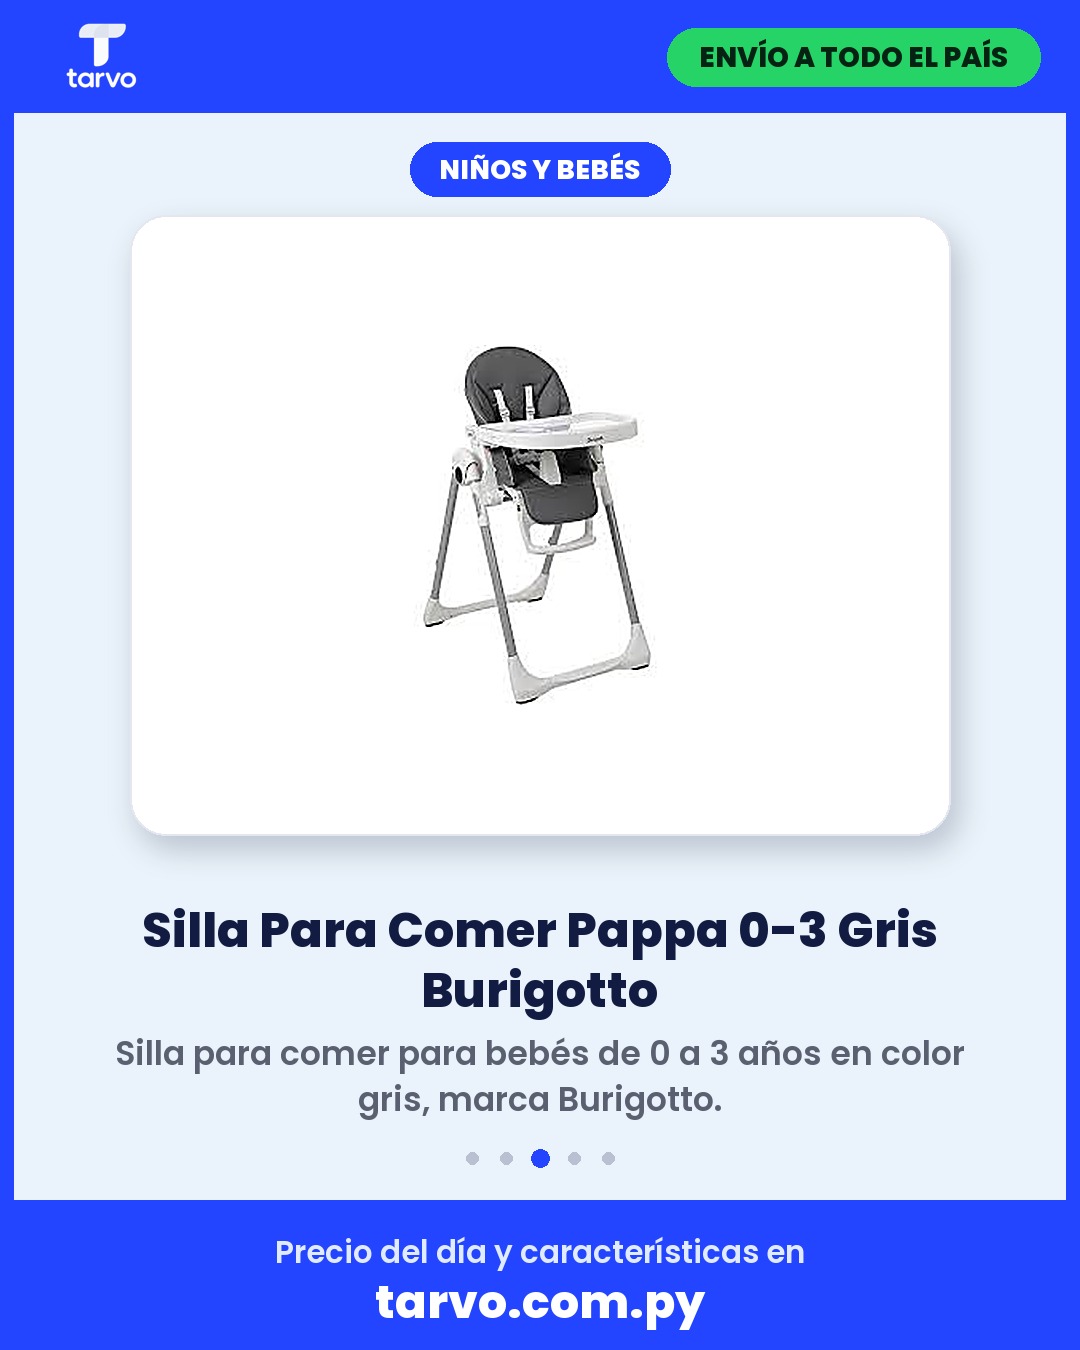 tarvo
ENVÍO A TODO EL PAÍS
NIÑOS Y BEBÉS
Silla Para Comer Pappa 0-3 Gris
Burigotto
Silla para comer para bebés de 0 a 3 años en color
gris, marca Burigotto.
Precio del día y características en
tarvo.com.py